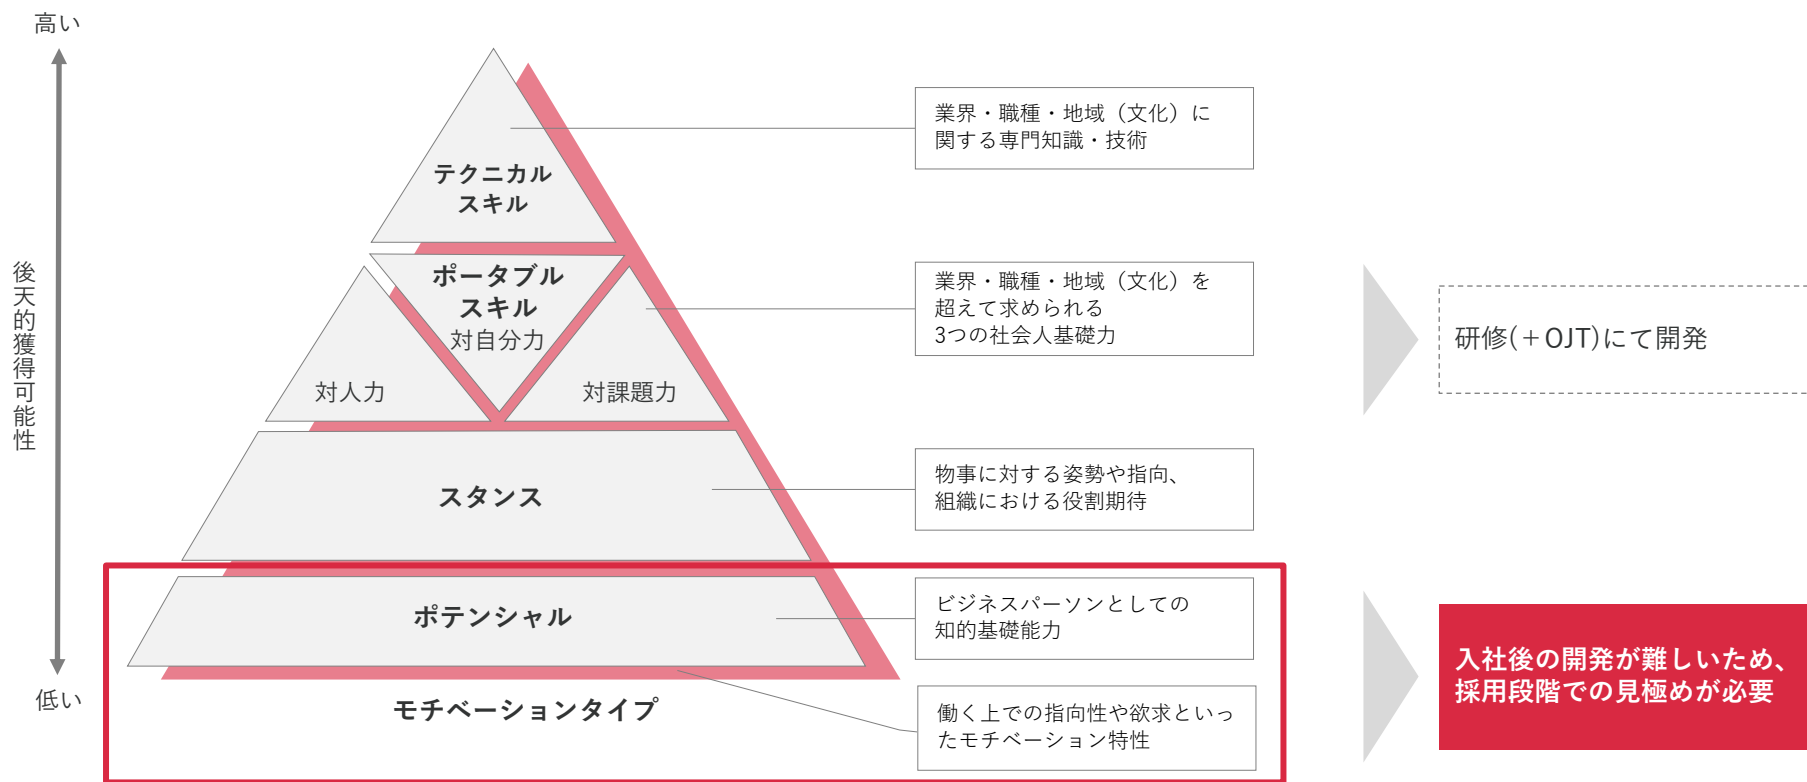 高い
後天的獲得可能性
低い
テクニカル
スキル
業界・職種・地域（文化）に
関する専門知識・技術
ポータブル
スキル
対自分力
対人力
対課題力
業界・職種・地域（文化）を
超えて求められる
3つの社会人基礎力
研修(＋OJT)にて開発
スタンス
物事に対する姿勢や指向、
組織における役割期待
ポテンシャル
ビジネスパーソンとしての
知的基礎能力
モチベーションタイプ
働く上での指向性や欲求といっ
たモチベーション特性
入社後の開発が難しいため、
採用段階での見極めが必要